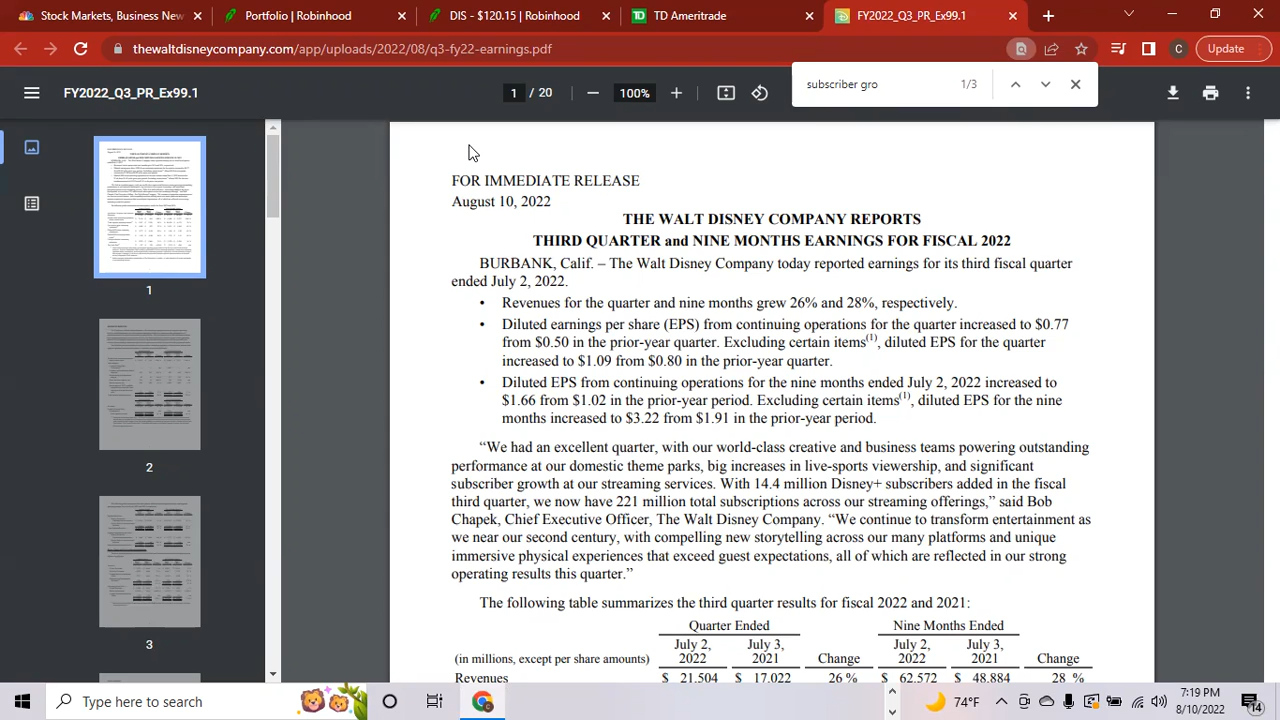 Stock Markets, Business New
Portfolio | Robinhood
DIS - $120.15 | Robinhood
TD Ameritrade
FY2022_Q3_PR_Ex99.1
thewaltdisneycompany.com/app/uploads/2022/08/q3-fy22-earnings.pdf
C
Update
FY2022_Q3_PR_Ex99.1
1 / 20
100%
subscriber gro
1/3
1
2
3
FOR IMMEDIATE RELEASE
August 10, 2022
THE WALT DISNEY COMPANY REPORTS
THIRD QUARTER and NINE MONTHS EARNINGS FOR FISCAL 2022
BURBANK, Calif. – The Walt Disney Company today reported earnings for its third fiscal quarter
ended July 2, 2022.
• Revenues for the quarter and nine months grew 26% and 28%, respectively.
• Diluted earnings per share (EPS) from continuing operations for the quarter increased to $0.77
from $0.50 in the prior-year quarter. Excluding certain items(1), diluted EPS for the quarter
increased to $1.09 from $0.80 in the prior-year quarter.
• Diluted EPS from continuing operations for the nine months ended July 2, 2022 increased to
$1.66 from $1.02 in the prior-year period. Excluding certain items(1), diluted EPS for the nine
months increased to $3.22 from $1.91 in the prior-year period.
“We had an excellent quarter, with our world-class creative and business teams powering outstanding
performance at our domestic theme parks, big increases in live-sports viewership, and significant
subscriber growth at our streaming services. With 14.4 million Disney+ subscribers added in the fiscal
third quarter, we now have 221 million total subscriptions across our streaming offerings,” said Bob
Chapek, Chief Executive Officer, The Walt Disney Company. “We continue to transform entertainment as
we near our second century, with compelling new storytelling across our many platforms and unique
immersive physical experiences that exceed guest expectations, all of which are reflected in our strong
operating results this quarter.”
The following table summarizes the third quarter results for fiscal 2022 and 2021:
Quarter Ended Nine Months Ended
July 2, July 3, July 2, July 3,
(in millions, except per share amounts) 2022 2021 Change 2022 2021 Change
Revenues $ 21,504 $ 17,022 26 % $ 62,572 $ 48,884 28 %
Type here to search
74°F
7:19 PM
8/10/2022
14